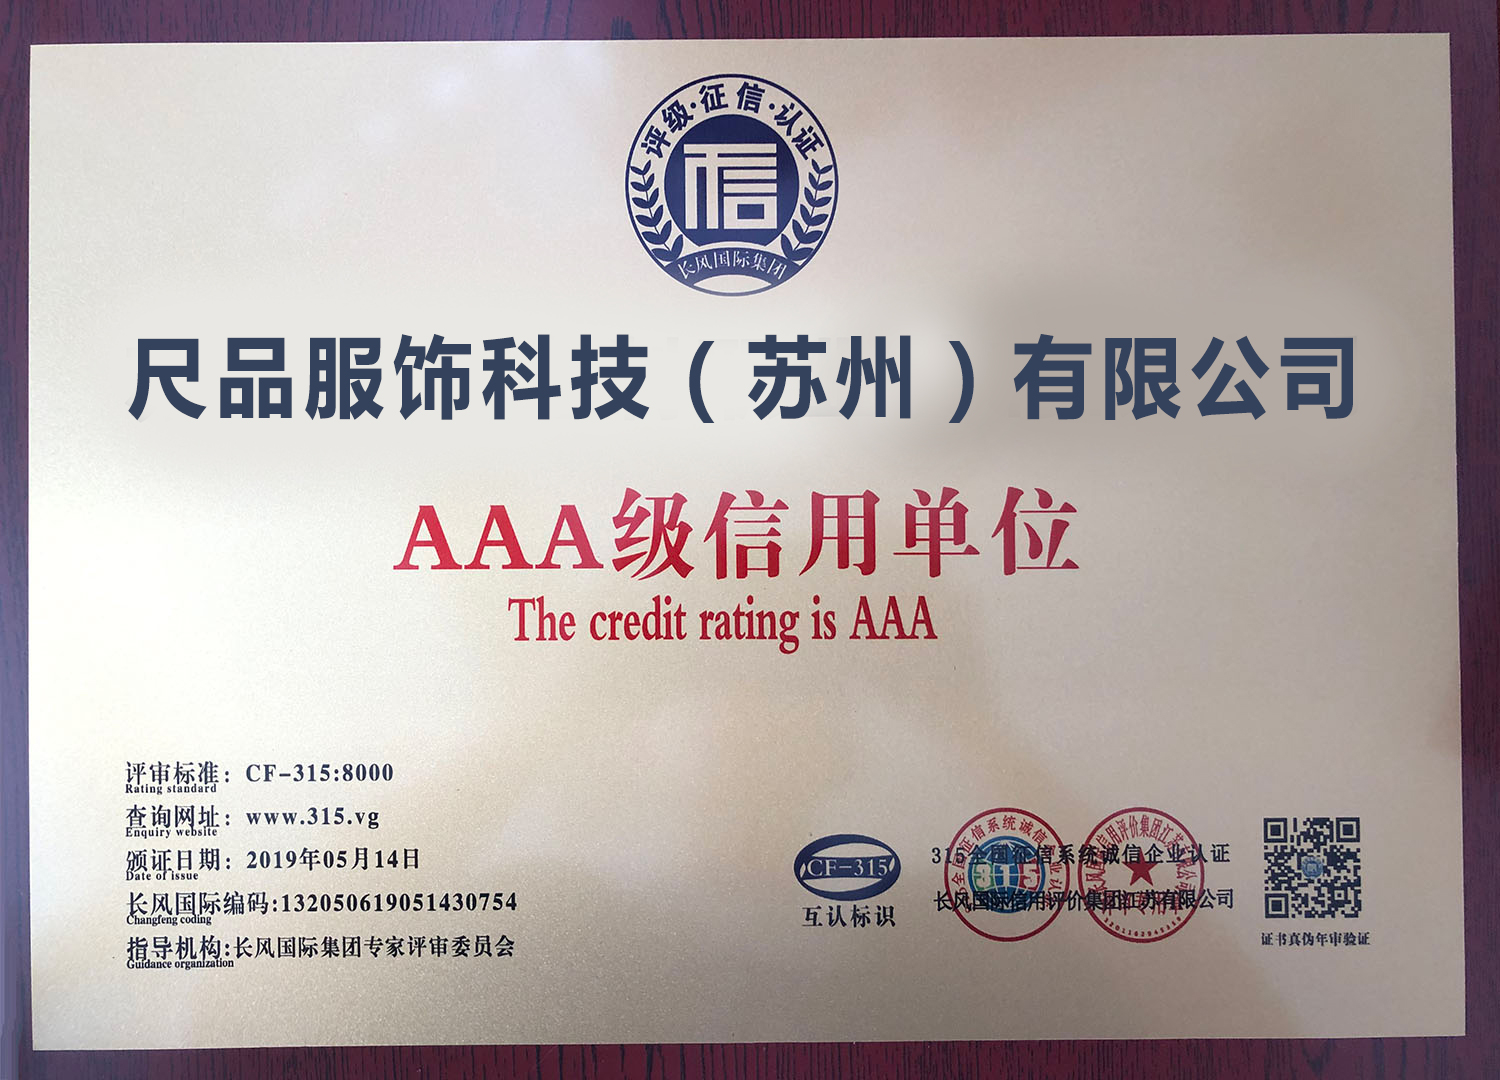 评级·征信·认证
信
长风国际集团
尺品服饰科技（苏州）有限公司
AAA级信用单位
The credit rating is AAA
评审标准：CF-315:8000
Rating standard
查询网址：www.315.vg
Enquiry website
颁证日期：2019年05月14日
Date of issue
长风国际编码:132050619051430754
Changfeng coding
指导机构:长风国际集团专家评审委员会
Guidance organization
CF-315
互认标识
315全国征信系统诚信企业认证
长风国际信用评价集团江苏有限公司
315
证书真伪年审验证